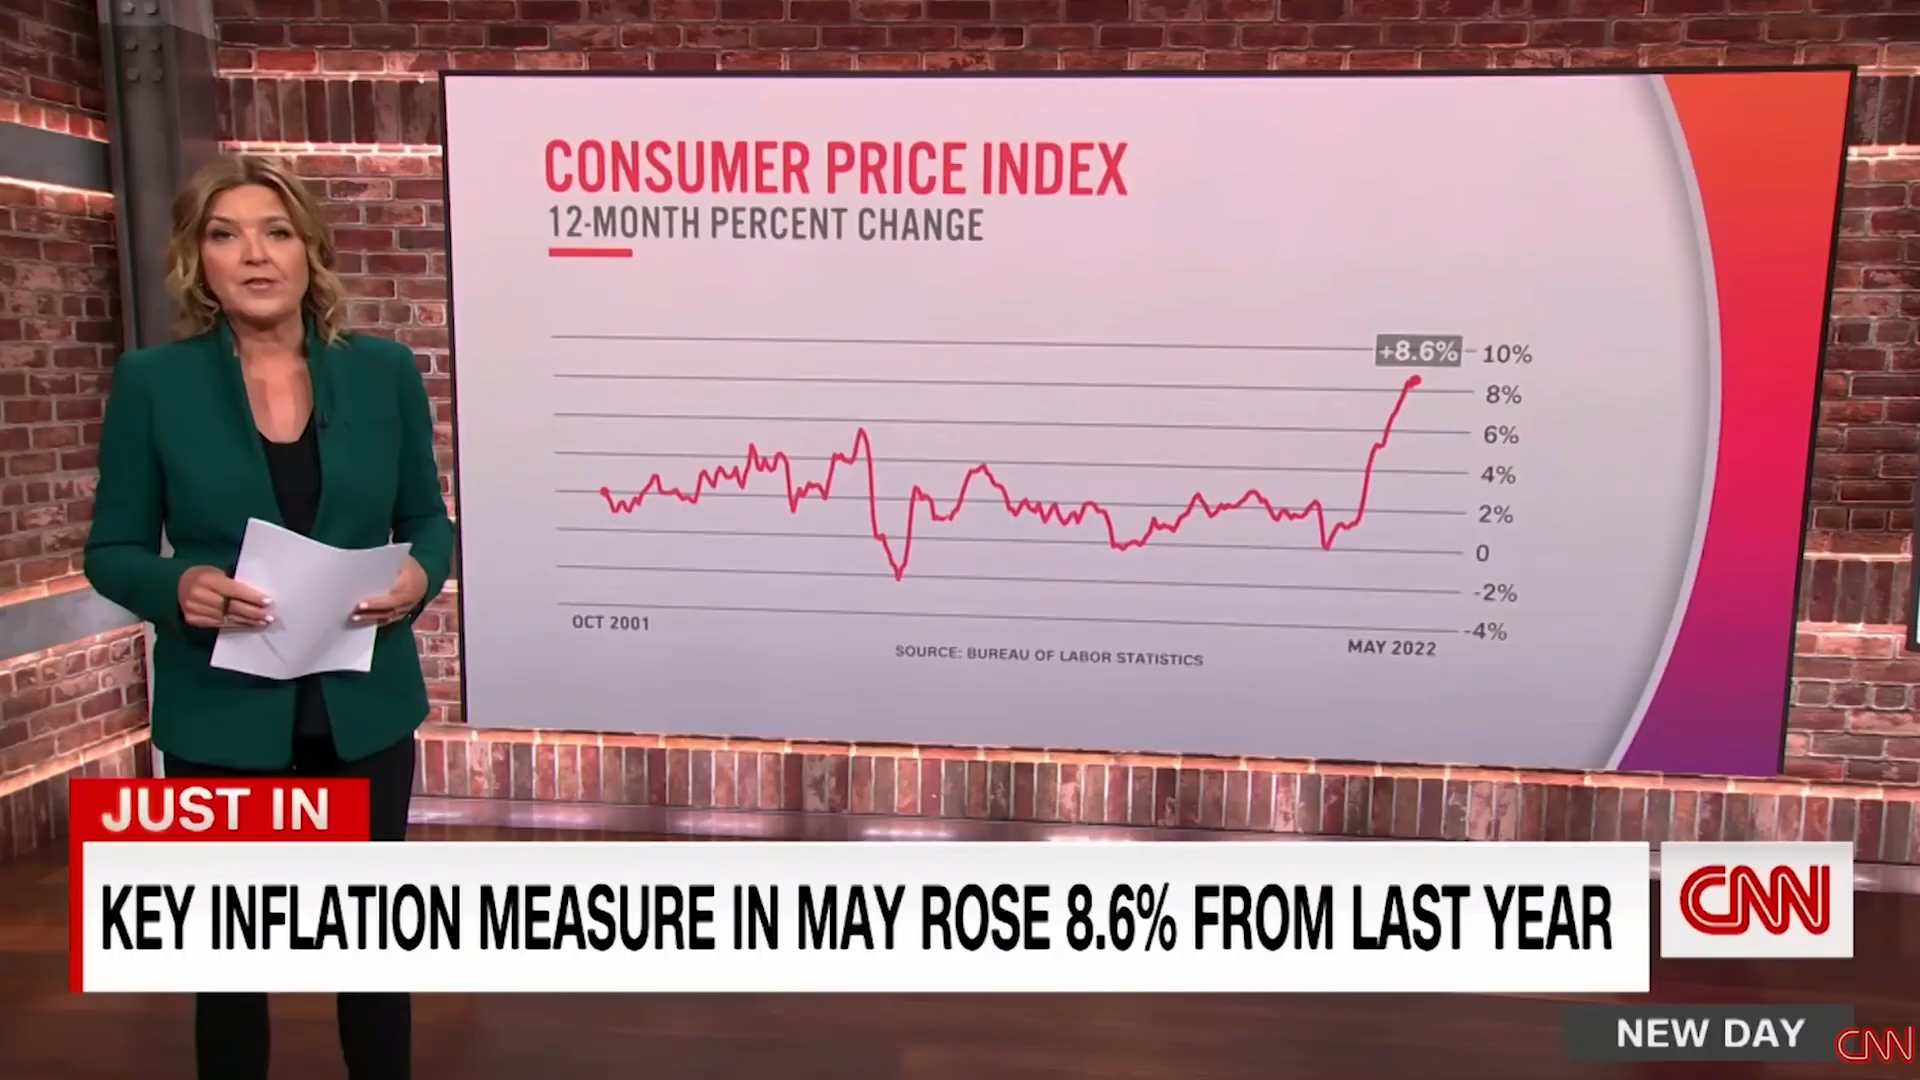 CONSUMER PRICE INDEX
12-MONTH PERCENT CHANGE
+8.6%
10%
8%
6%
4%
2%
0
-2%
-4%
OCT 2001
MAY 2022
SOURCE: BUREAU OF LABOR STATISTICS
JUST IN
KEY INFLATION MEASURE IN MAY ROSE 8.6% FROM LAST YEAR
CNN
NEW DAY
CNN